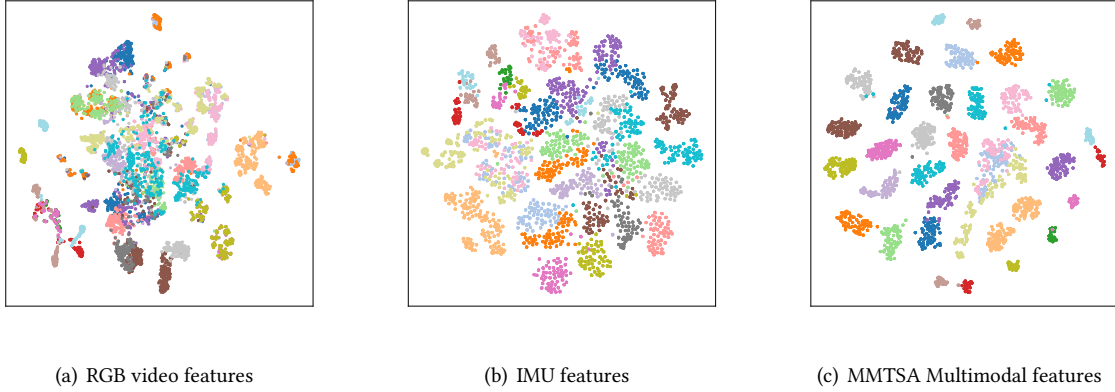 (a) RGB video features
(b) IMU features
(c) MMTSA Multimodal features